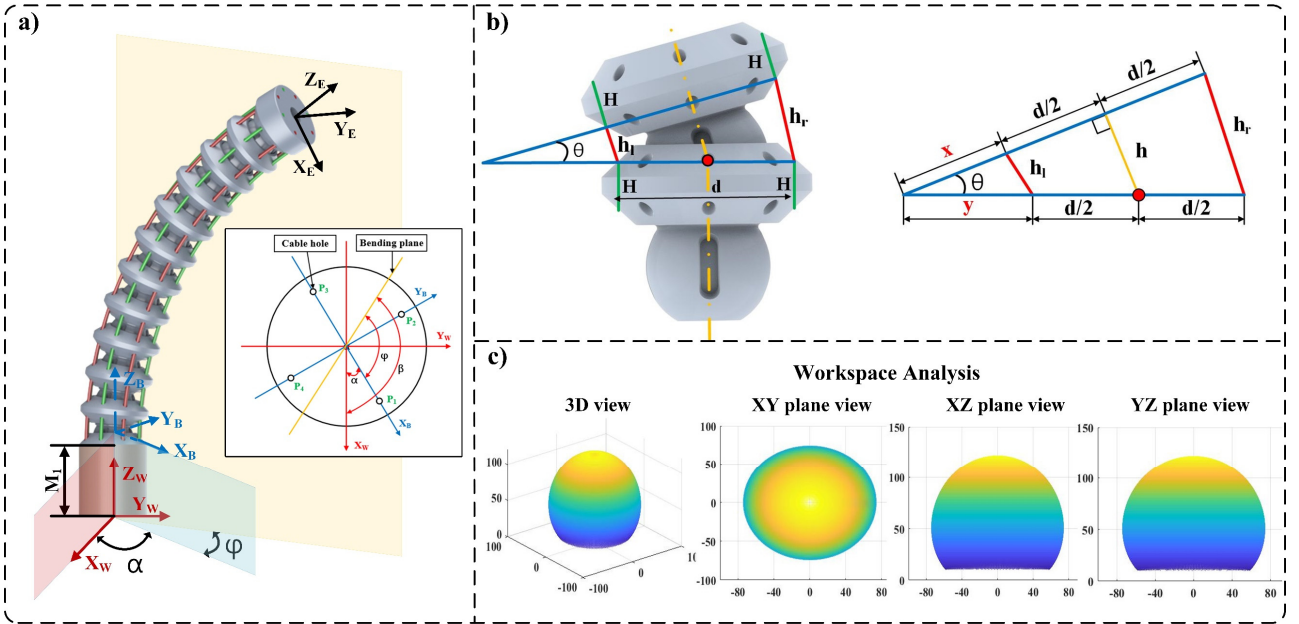 a)
Z_E
Y_E
X_E
Cable hole
Bending plane
P_3
Y_B
P_2
Y_W
φ
β
α
P_4
P_1
X_B
X_W
Z_B
Y_B
X_B
M_1
Z_W
Y_W
X_W
α
φ
b)
H
H
h_r
θ
h_l
H
d
H
d/2
d/2
x
h_r
h
h_l
θ
y
d/2
d/2
c)
Workspace Analysis
3D view
100
50
0
100
0
-100
-100
0
10
XY plane view
100
50
0
-50
-100
-80
-40
0
40
80
XZ plane view
150
100
50
0
-80
-40
0
40
80
YZ plane view
150
100
50
0
-80
-40
0
40
80